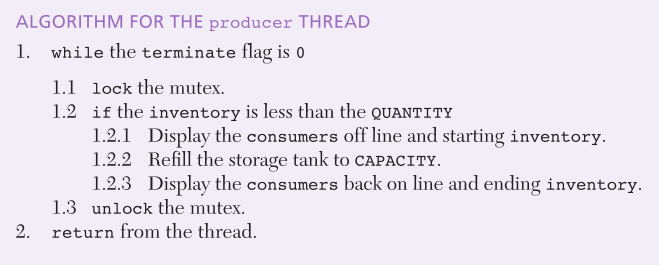 ALGORITHM FOR THE producer THREAD
1. while the terminate flag is 0
1.1 lock the mutex.
1.2 if the inventory is less than the QUANTITY
1.2.1 Display the consumers off line and starting inventory.
1.2.2 Refill the storage tank to CAPACITY.
1.2.3 Display the consumers back on line and ending inventory.
1.3 unlock the mutex.
2. return from the thread.